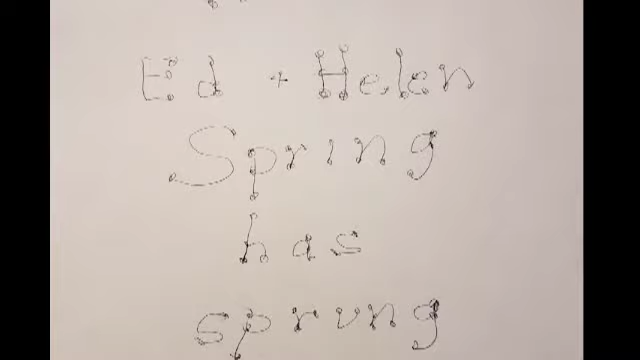 Ed + Helen
Spring
has
sprung